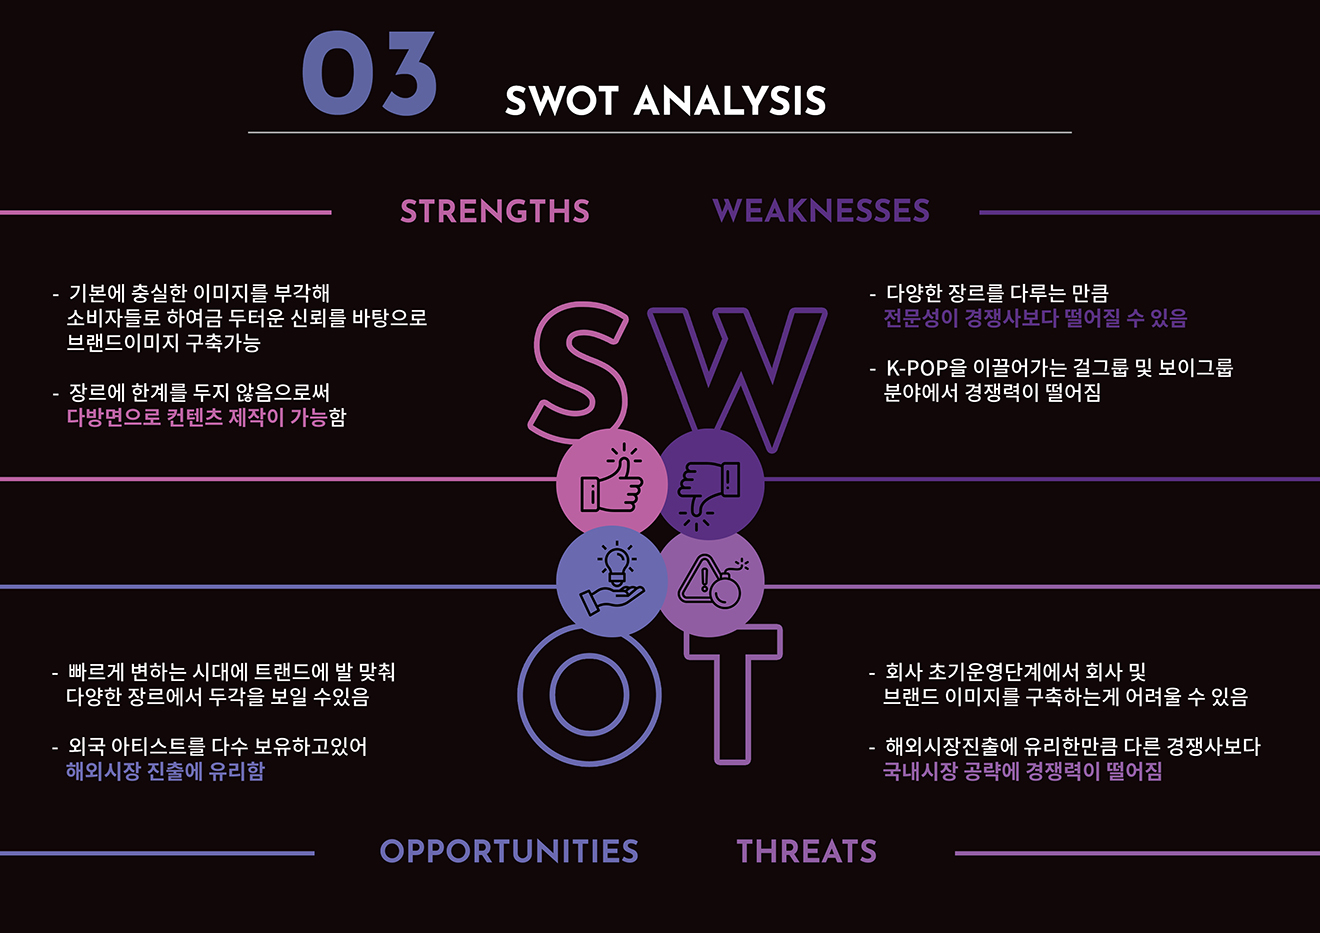 03
SWOT ANALYSIS
STRENGTHS
- 기본에 충실한 이미지를 부각해
소비자들로 하여금 두터운 신뢰를 바탕으로
브랜드이미지 구축가능
- 장르에 한계를 두지 않음으로써
다방면으로 컨텐츠 제작이 가능함
WEAKNESSES
- 다양한 장르를 다루는 만큼
전문성이 경쟁사보다 떨어질 수 있음
- K-POP을 이끌어가는 걸그룹 및 보이그룹
분야에서 경쟁력이 떨어짐
S W
O T
- 빠르게 변하는 시대에 트랜드에 발 맞춰
다양한 장르에서 두각을 보일 수있음
- 외국 아티스트를 다수 보유하고있어
해외시장 진출에 유리함
OPPORTUNITIES
- 회사 초기운영단계에서 회사 및
브랜드 이미지를 구축하는게 어려울 수 있음
- 해외시장진출에 유리한만큼 다른 경쟁사보다
국내시장 공략에 경쟁력이 떨어짐
THREATS